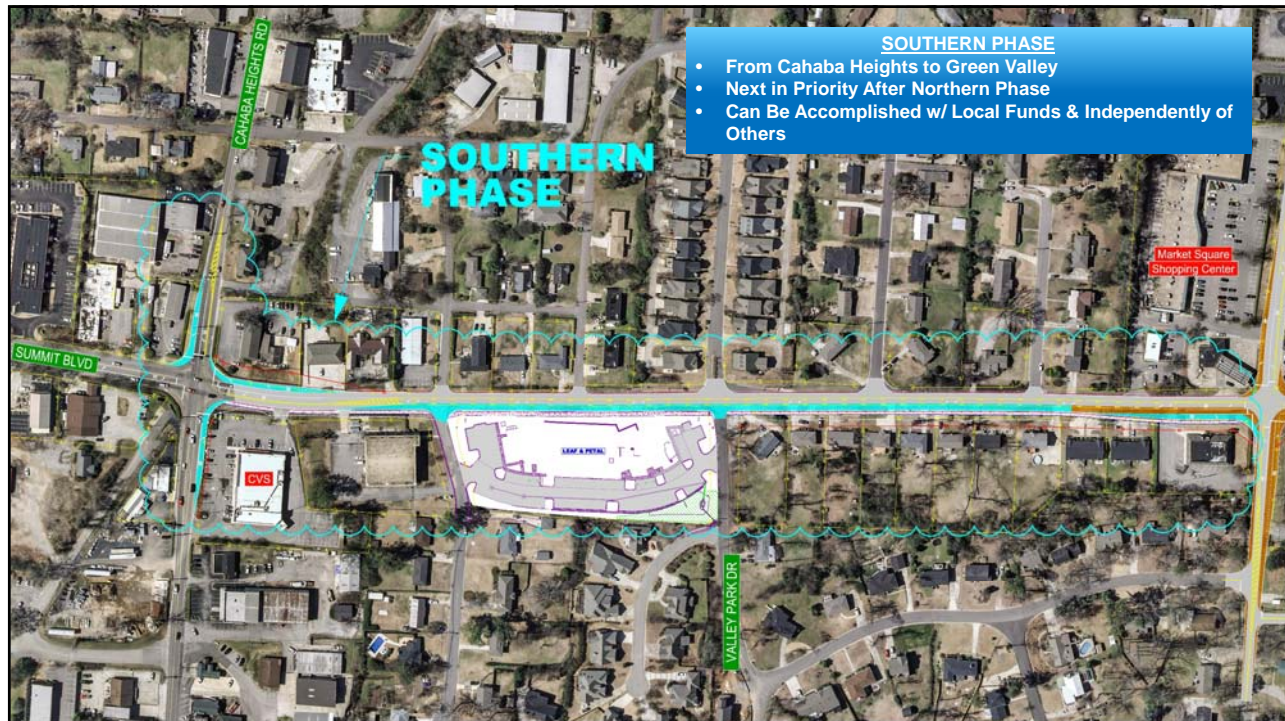 SOUTHERN PHASE
• From Cahaba Heights to Green Valley
• Next in Priority After Northern Phase
• Can Be Accomplished w/ Local Funds & Independently of
Others
CAHABA HEIGHTS RD
SOUTHERN
PHASE
Market Square
Shopping Center
SUMMIT BLVD
LEAF & PETAL
CVS
VALLEY PARK DR